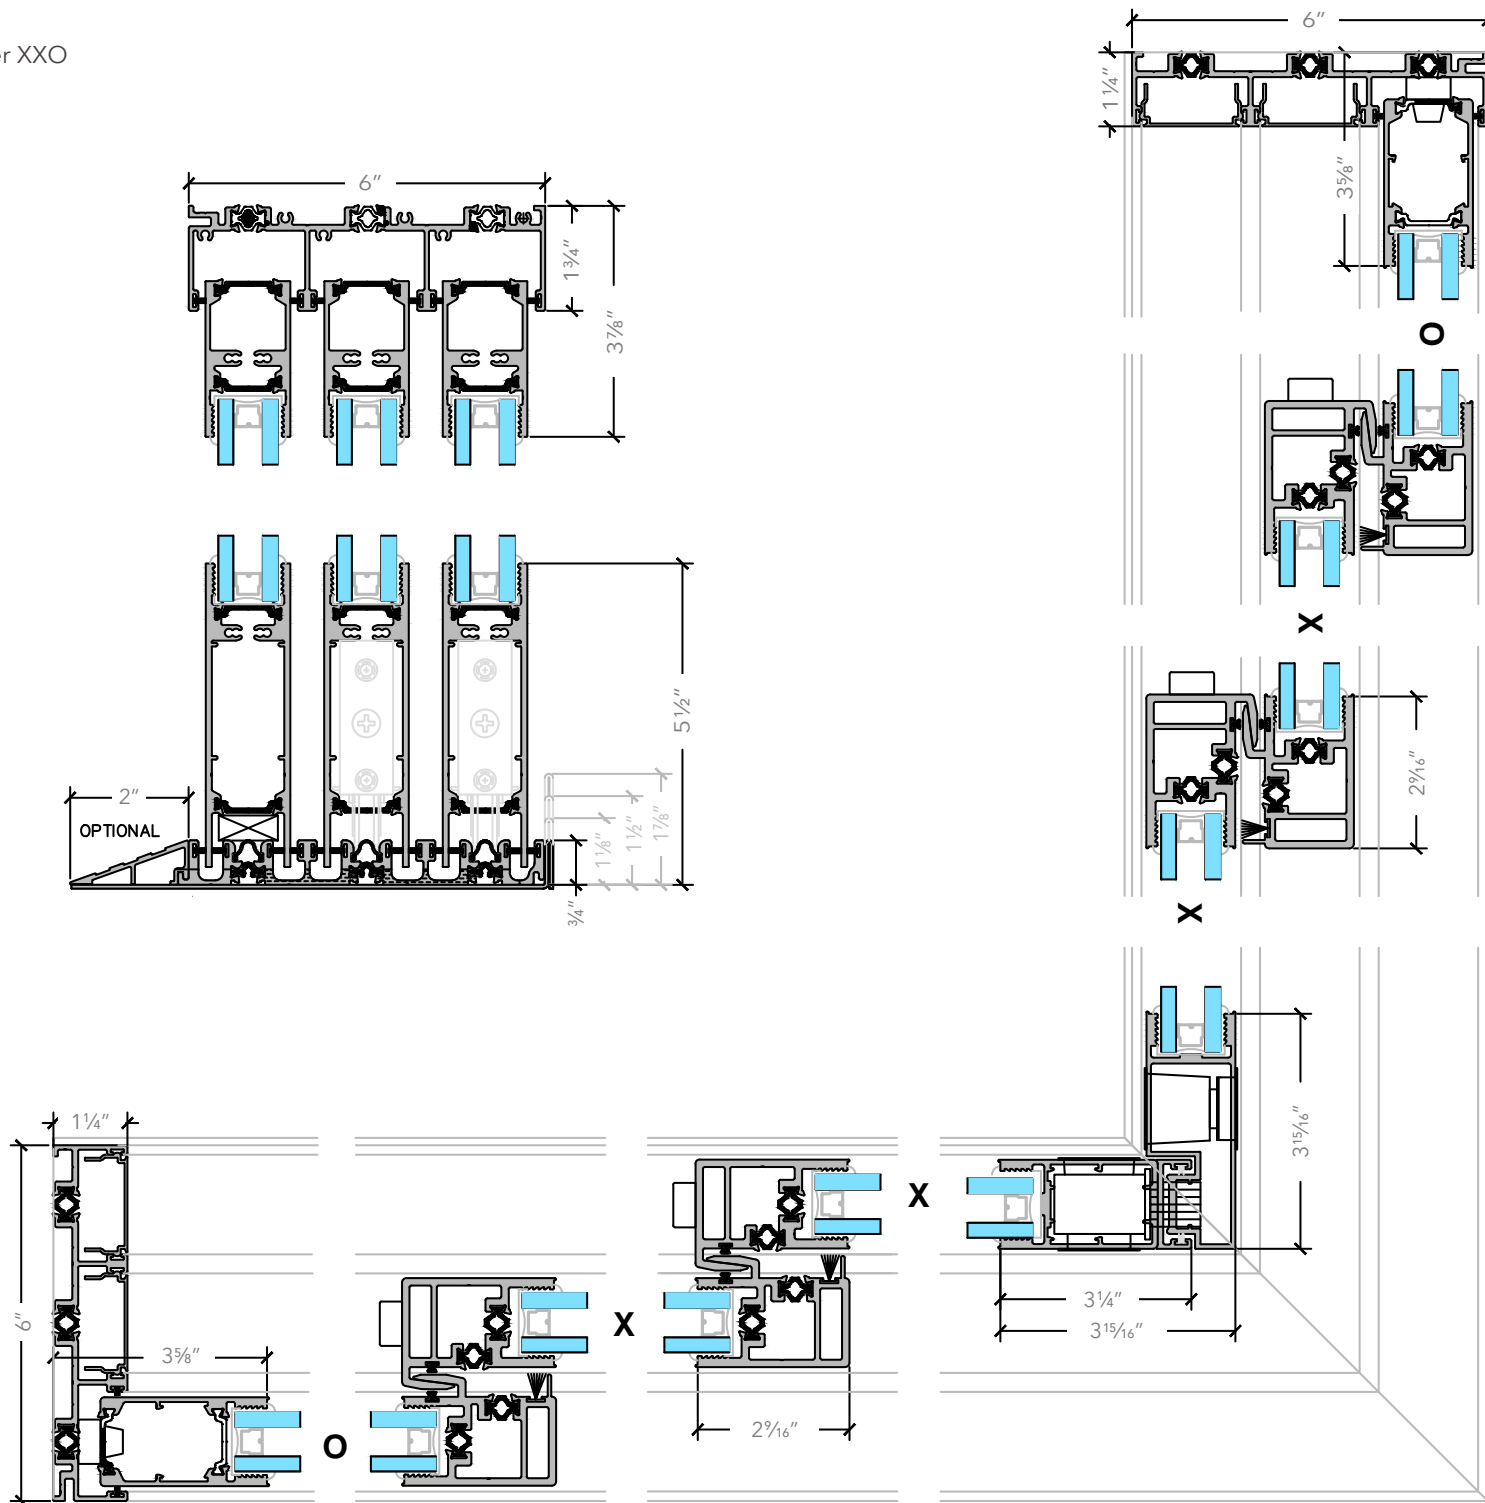 er XXO
6”
1¼”
3⅝”
6”
1¾”
3⅞”
O
X
2⁹⁄₁₆”
X
5½”
2”
OPTIONAL
1⅛”
1½”
1⅞”
¾”
3¹⁵⁄₁₆”
1¼”
6”
3⅝”
O
X
2⁹⁄₁₆”
X
3¼”
3¹⁵⁄₁₆”